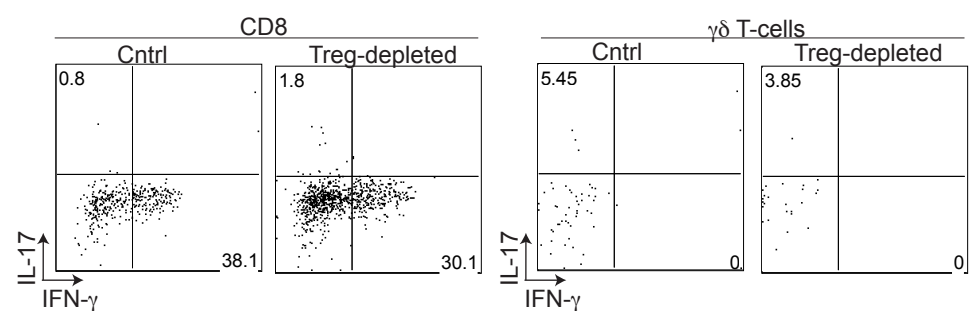 CD8
Cntrl
Treg-depleted
0.8
38.1
1.8
30.1
IL-17
IFN-γ
γδ T-cells
Cntrl
Treg-depleted
5.45
0
3.85
0
IL-17
IFN-γ